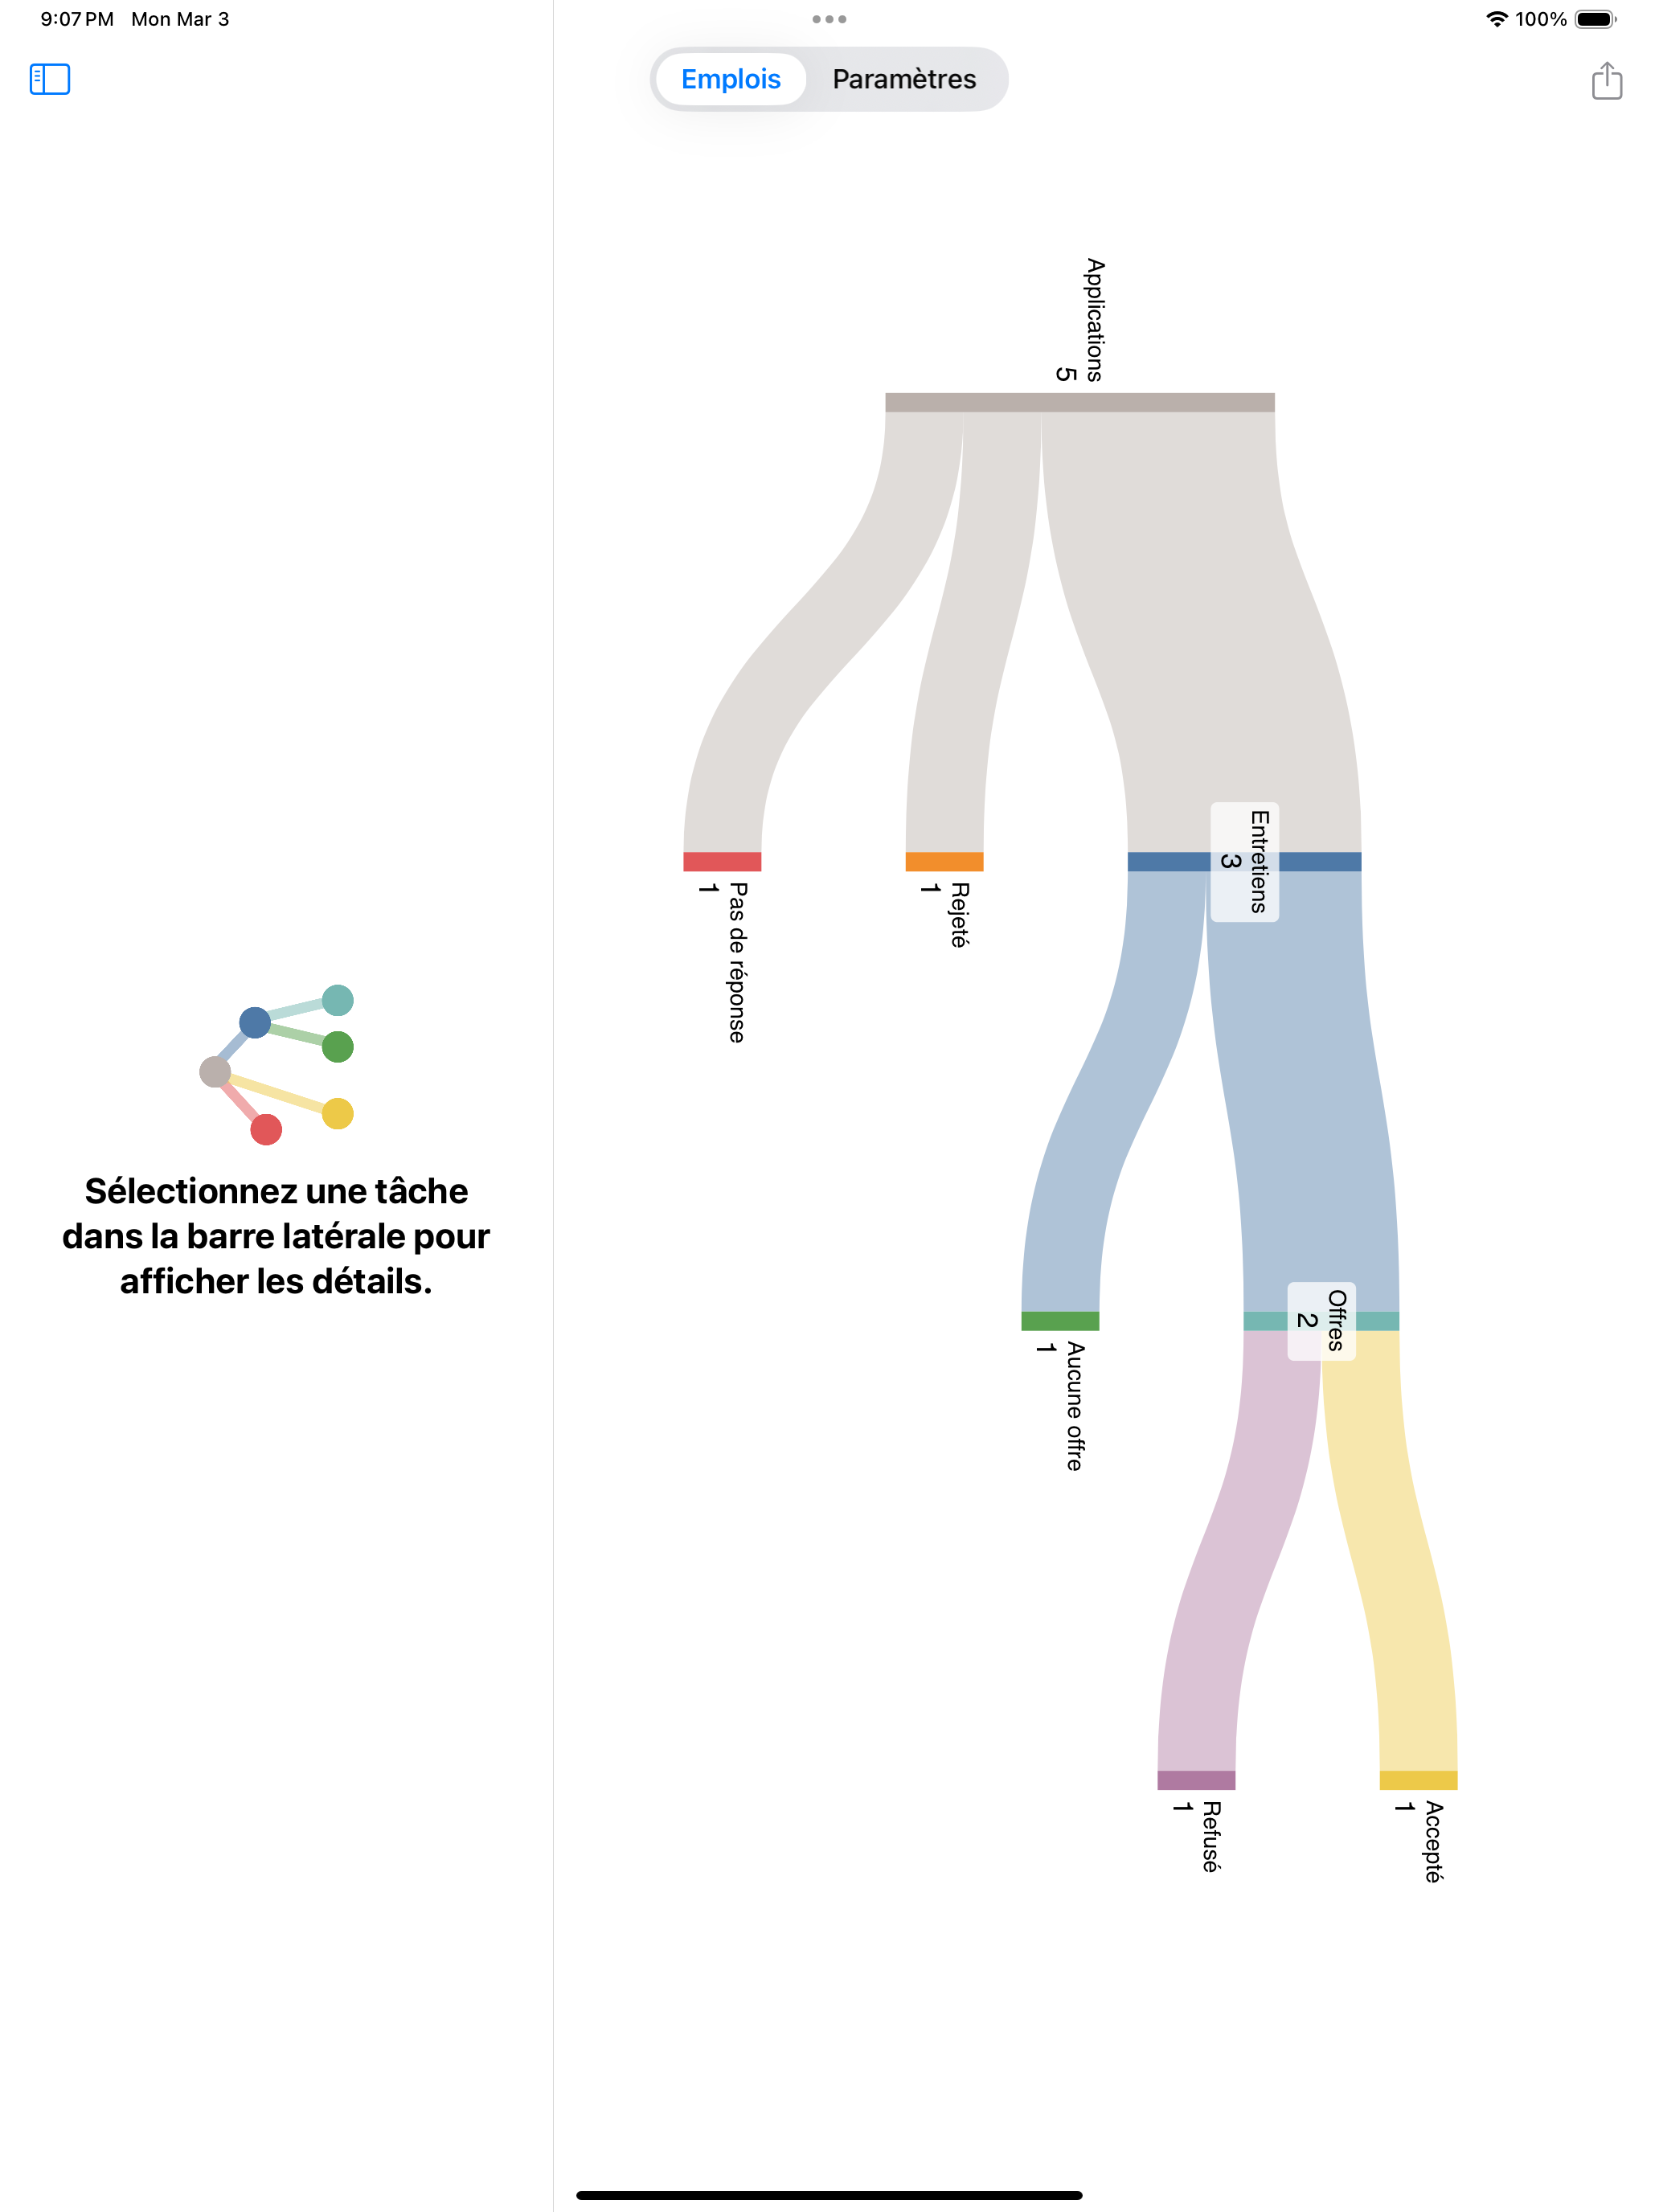 9:07 PM Mon Mar 3
100%
Emplois
Paramètres
Applications
5
Entretiens
3
Pas de réponse
1
Rejeté
1
Sélectionnez une tâche
dans la barre latérale pour
afficher les détails.
Offres
2
Aucune offre
1
Refusé
1
Accepté
1